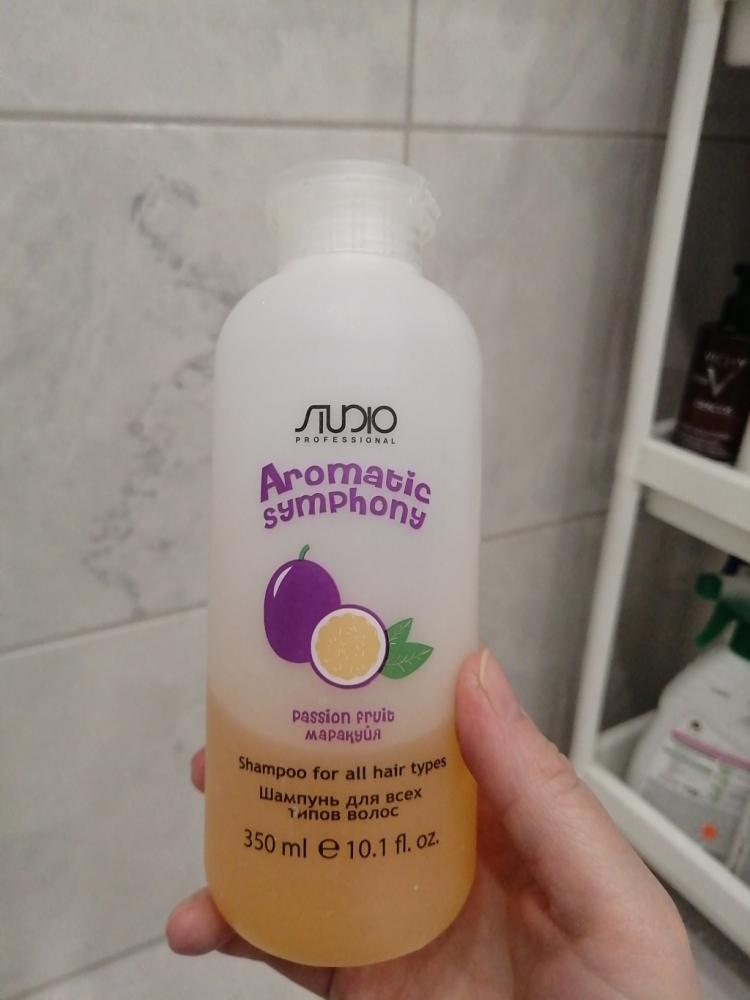 STUDIO
PROFESSIONAL
Aromatic
symphony
passion fruit
маракуйя
Shampoo for all hair types
Шампунь для всех
типов волос
350 ml e 10.1 fl. oz.
VICHY